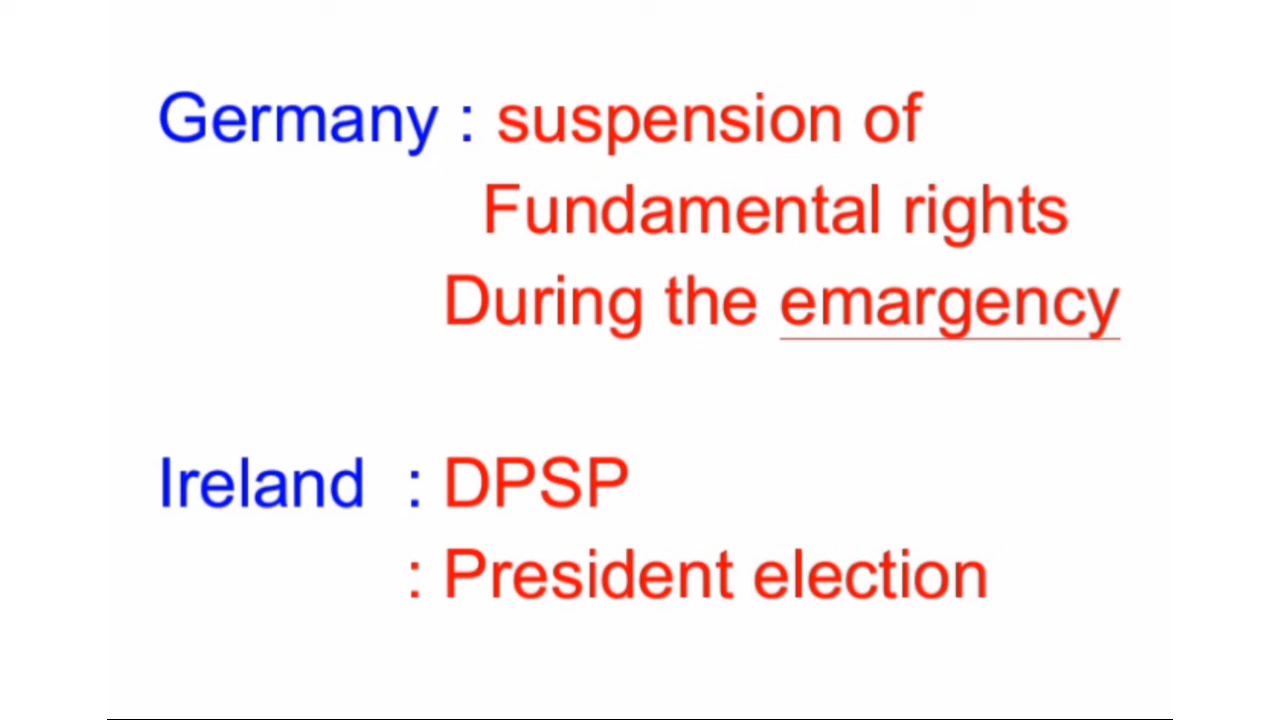 Germany : suspension of
Fundamental rights
During the emargency
Ireland : DPSP
: President election